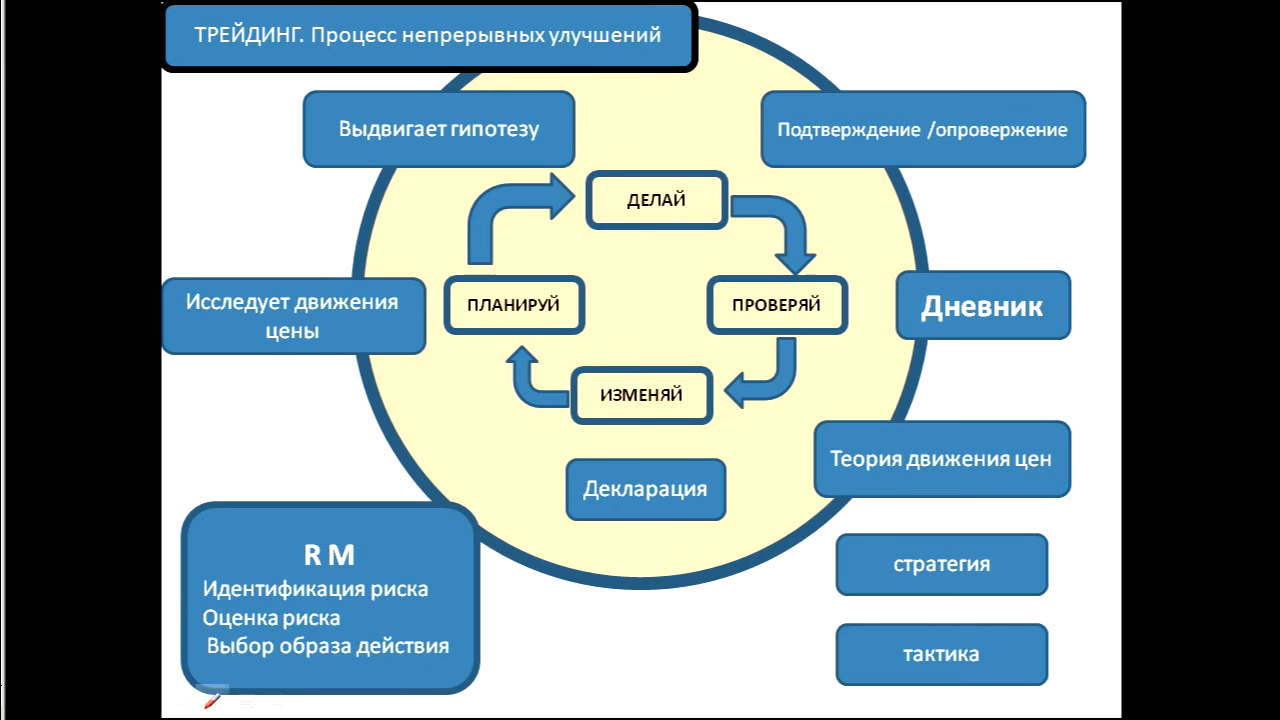 ТРЕЙДИНГ. Процесс непрерывных улучшений
Выдвигает гипотезу
Подтверждение /опровержение
ДЕЛАЙ
ПЛАНИРУЙ
ПРОВЕРЯЙ
Исследует движения
цены
Дневник
ИЗМЕНЯЙ
Теория движения цен
Декларация
R M
Идентификация риска
Оценка риска
Выбор образа действия
стратегия
тактика